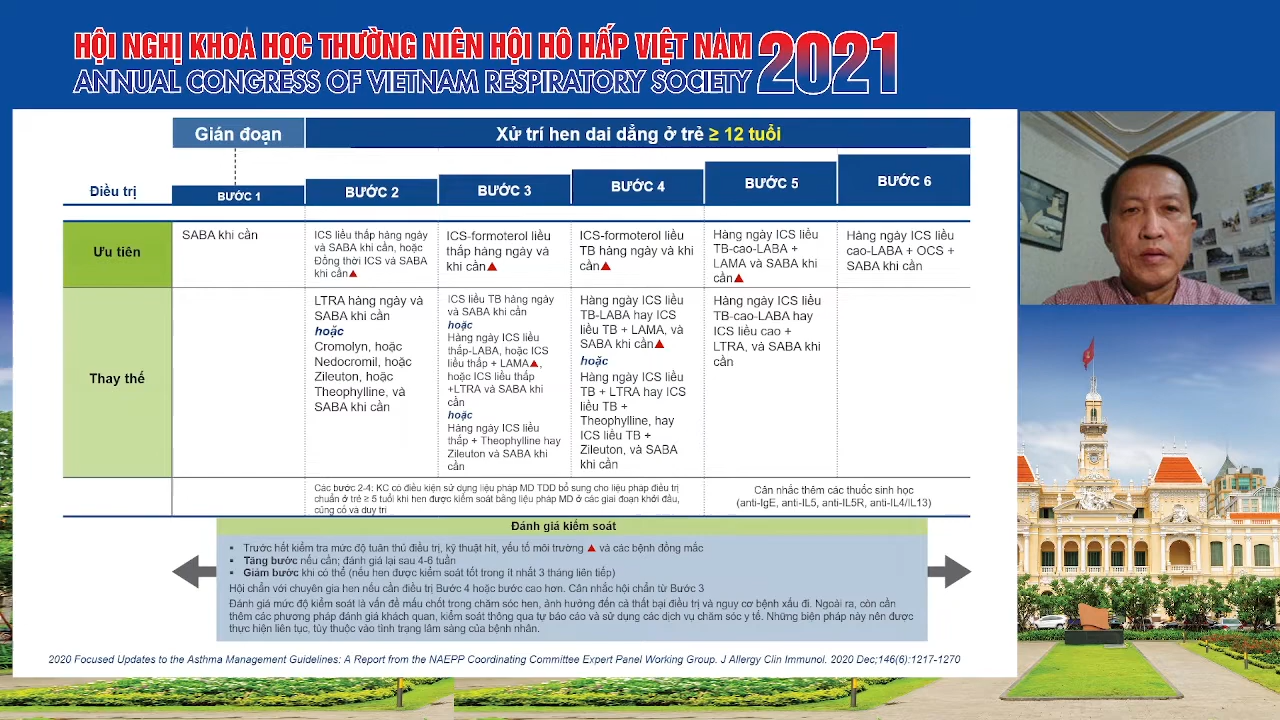 HỘI NGHỊ KHOA HỌC THƯỜNG NIÊN HỘI HÔ HẤP VIỆT NAM 2021
ANNUAL CONGRESS OF VIETNAM RESPIRATORY SOCIETY
Gián đoạn
Xử trí hen dai dẳng ở trẻ ≥ 12 tuổi
Điều trị
BƯỚC 1
BƯỚC 2
BƯỚC 3
BƯỚC 4
BƯỚC 5
BƯỚC 6
Ưu tiên
SABA khi cần
ICS liều thấp hàng ngày
và SABA khi cần, hoặc
Đồng thời ICS và SABA
khi cần▲
ICS-formoterol liều
thấp hàng ngày và
khi cần▲
ICS-formoterol liều
TB hàng ngày và khi
cần▲
Hàng ngày ICS liều
TB-cao-LABA +
LAMA và SABA khi
cần▲
Hàng ngày ICS liều
cao-LABA + OCS +
SABA khi cần
Thay thế
LTRA hàng ngày và
SABA khi cần
hoặc
Cromolyn, hoặc
Nedocromil, hoặc
Zileuton, hoặc
Theophylline, và
SABA khi cần
ICS liều TB hàng ngày
và SABA khi cần
hoặc
Hàng ngày ICS liều
thấp-LABA, hoặc ICS
liều thấp + LAMA▲,
hoặc ICS liều thấp
+LTRA và SABA khi
cần
hoặc
Hàng ngày ICS liều
thấp + Theophylline hay
Zileuton và SABA khi
cần
Hàng ngày ICS liều
TB-LABA hay ICS
liều TB + LAMA, và
SABA khi cần▲
hoặc
Hàng ngày ICS liều
TB + LTRA hay ICS
liều TB +
Theophylline, hay
ICS liều TB +
Zileuton, và SABA
khi cần
Hàng ngày ICS liều
TB-cao-LABA hay
ICS liều cao +
LTRA, và SABA khi
cần
Các bước 2-4: KC có điều kiện sử dụng liệu pháp MD TDD bổ sung cho liệu pháp điều trị
chuẩn ở trẻ ≥ 5 tuổi khi hen được kiểm soát bằng liệu pháp MD ở các giai đoạn khởi đầu,
củng cố và duy trì
Cân nhắc thêm các thuốc sinh học
(anti-IgE, anti-IL5, anti-IL5R, anti-IL4/IL13)
Đánh giá kiểm soát
▪ Trước hết kiểm tra mức độ tuân thủ điều trị, kỹ thuật hít, yếu tố môi trường ▲ và các bệnh đồng mắc
▪ Tăng bước nếu cần; đánh giá lại sau 4-6 tuần
▪ Giảm bước khi có thể (nếu hen được kiểm soát tốt trong ít nhất 3 tháng liên tiếp)
Hội chẩn với chuyên gia hen nếu cần điều trị Bước 4 hoặc bước cao hơn. Cân nhắc hội chẩn từ Bước 3
Đánh giá mức độ kiểm soát là vấn đề mấu chốt trong chăm sóc hen, ảnh hưởng đến cả thất bại điều trị và nguy cơ bệnh xấu đi. Ngoài ra, còn cần
thêm các phương pháp đánh giá khách quan, kiểm soát thông qua tự báo cáo và sử dụng các dịch vụ chăm sóc y tế. Những biện pháp này nên được
thực hiện liên tục, tùy thuộc vào tình trạng lâm sàng của bệnh nhân.
2020 Focused Updates to the Asthma Management Guidelines: A Report from the NAEPP Coordinating Committee Expert Panel Working Group. J Allergy Clin Immunol. 2020 Dec;146(6):1217-1270